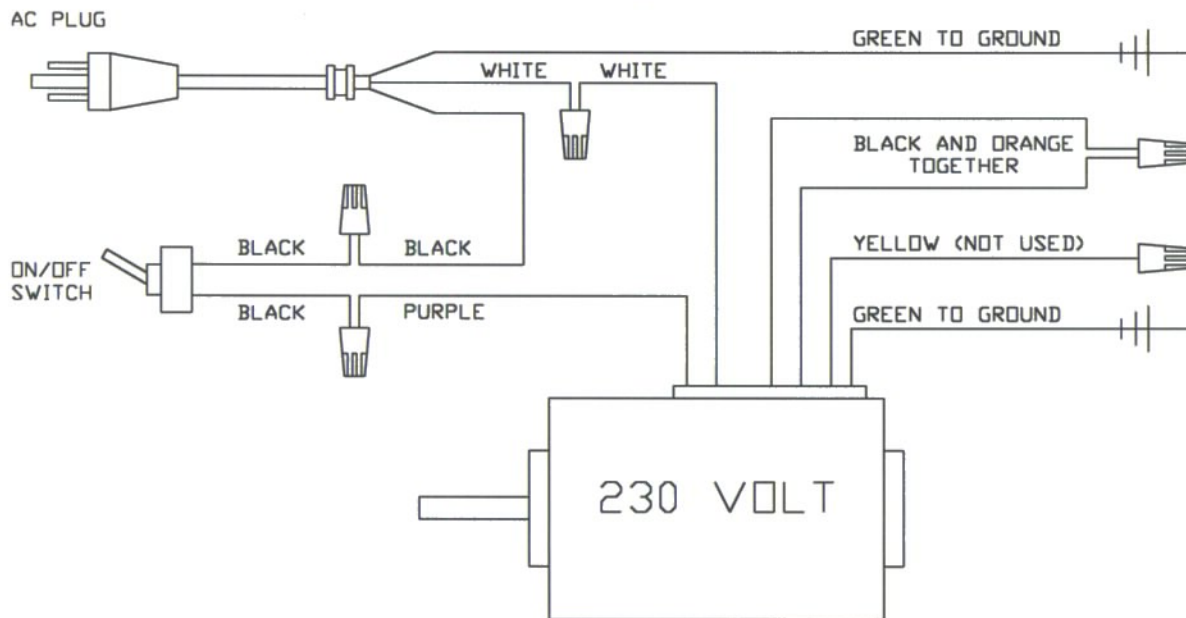 AC PLUG
GREEN TO GROUND
WHITE WHITE
BLACK AND ORANGE
TOGETHER
BLACK BLACK
YELLOW (NOT USED)
ON/OFF
SWITCH
BLACK PURPLE
GREEN TO GROUND
230 VOLT